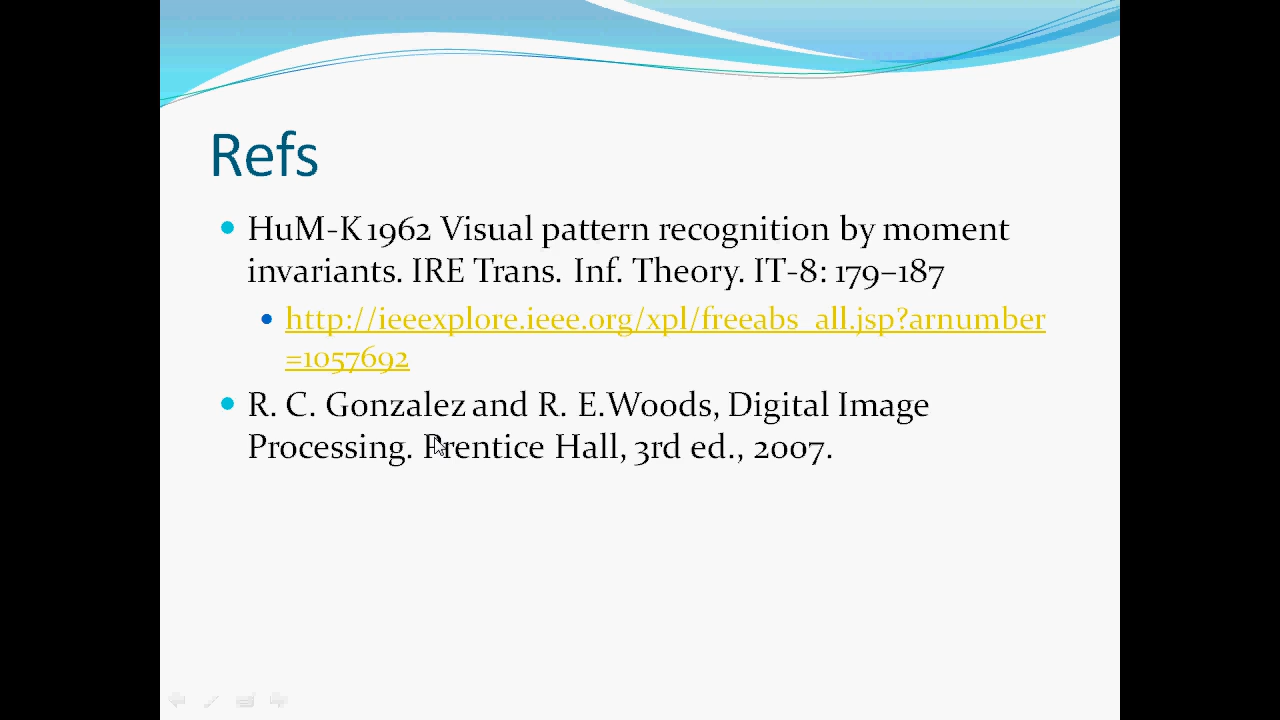 Refs
HuM-K 1962 Visual pattern recognition by moment
invariants. IRE Trans. Inf. Theory. IT-8: 179–187
http://ieeexplore.ieee.org/xpl/freeabs_all.jsp?arnumber
=1057692
R. C. Gonzalez and R. E.Woods, Digital Image
Processing. Prentice Hall, 3rd ed., 2007.